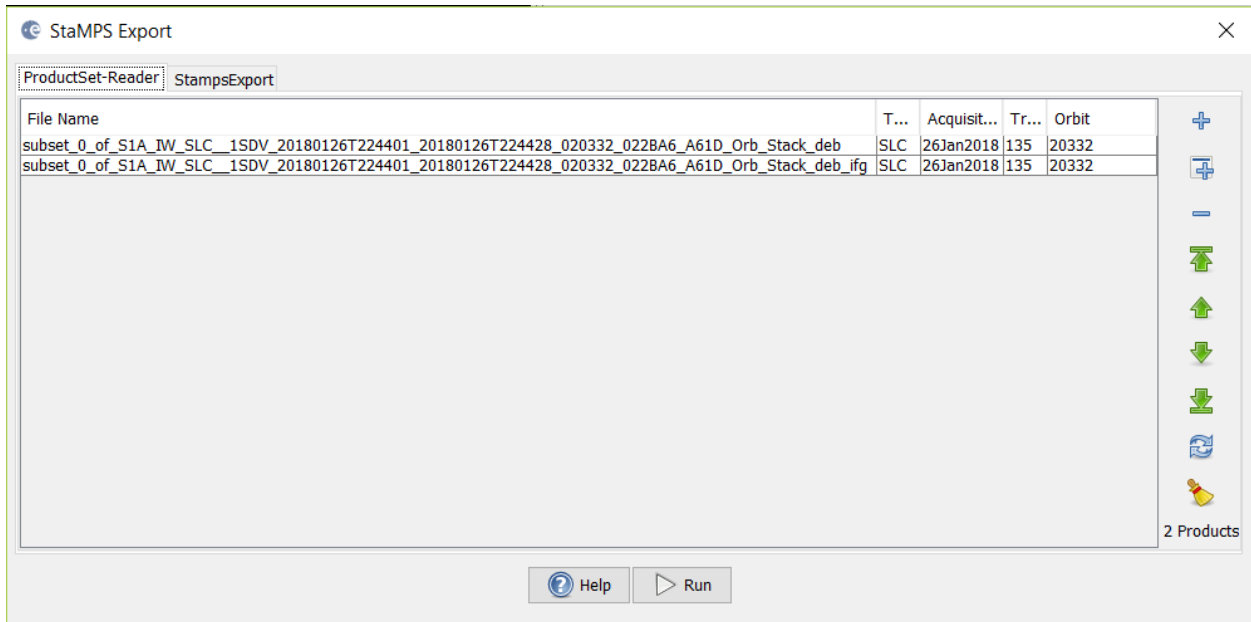 StaMPS Export
ProductSet-Reader StampsExport
File Name T... Acquisit... Tr... Orbit
subset_0_of_S1A_IW_SLC__1SDV_20180126T224401_20180126T224428_020332_022BA6_A61D_Orb_Stack_deb SLC 26Jan2018 135 20332
subset_0_of_S1A_IW_SLC__1SDV_20180126T224401_20180126T224428_020332_022BA6_A61D_Orb_Stack_deb_ifg SLC 26Jan2018 135 20332
2 Products
Help Run